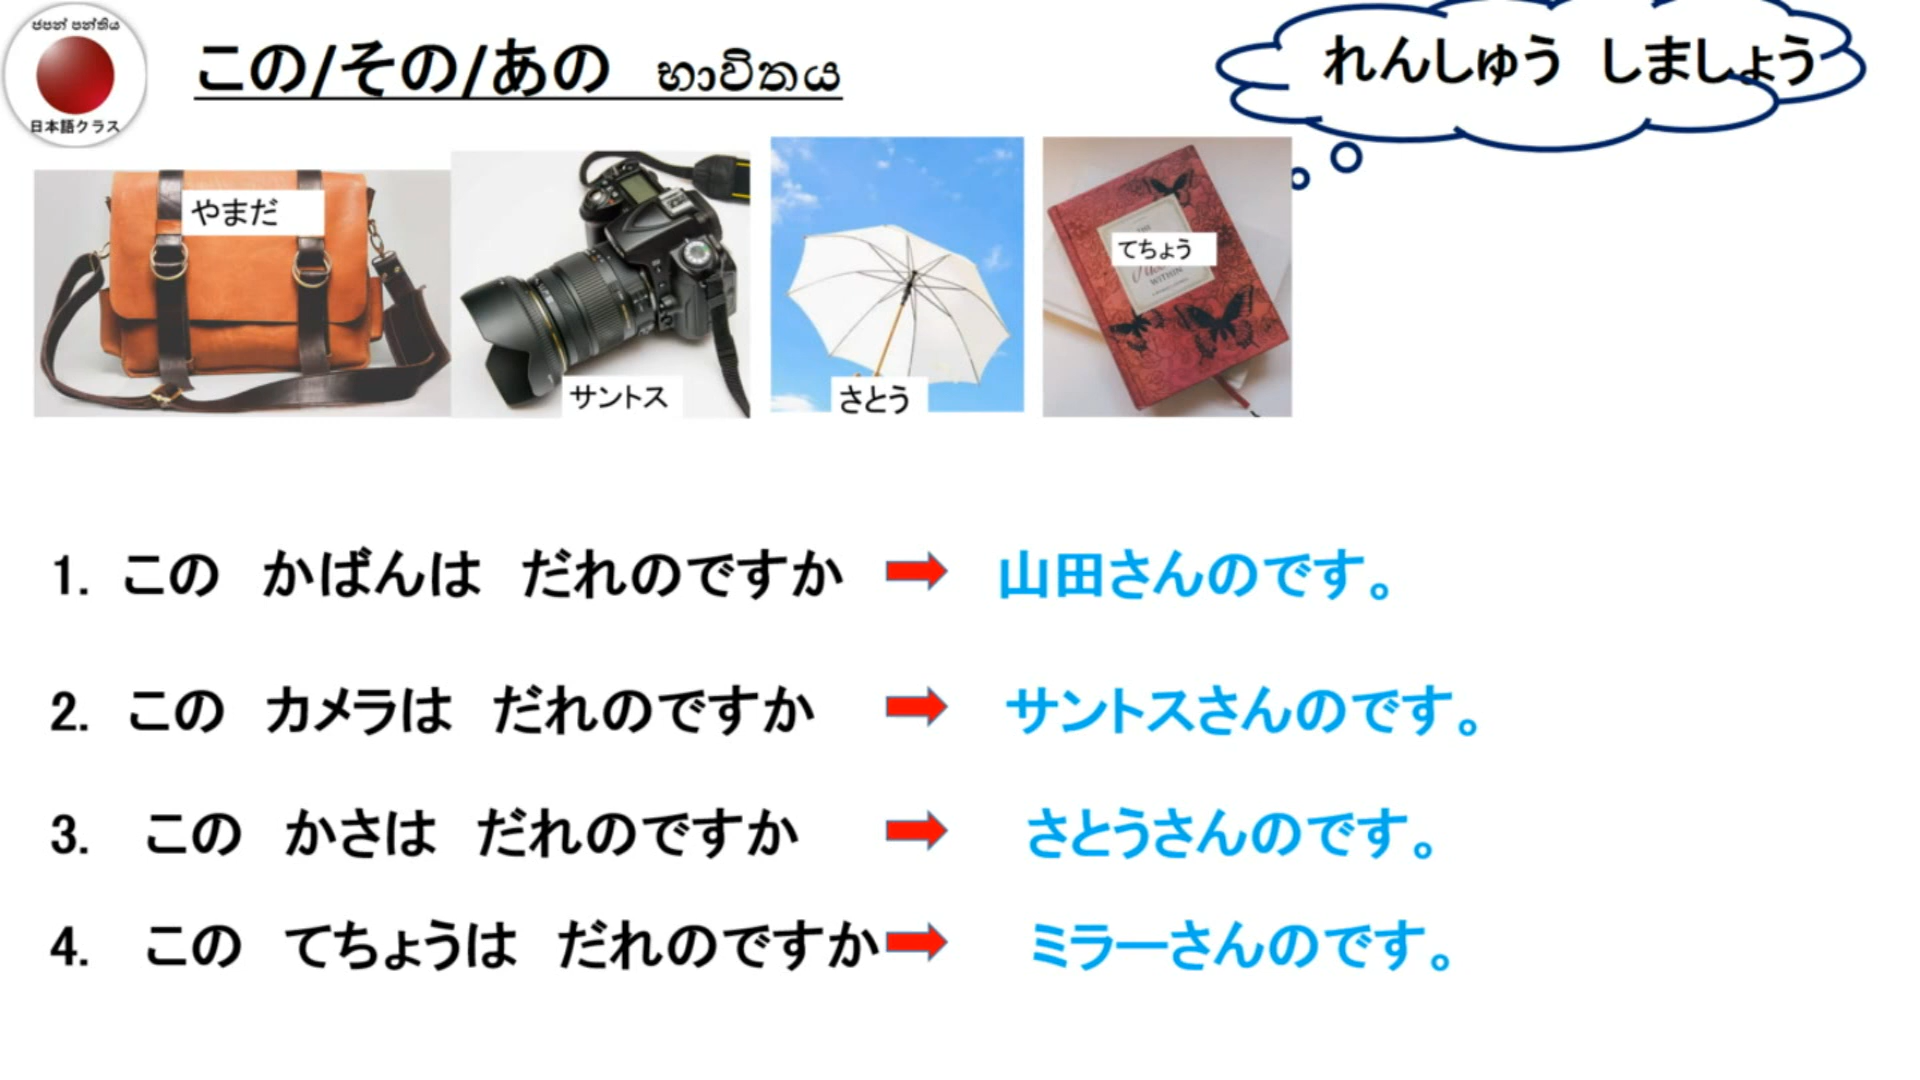 ජපන් පන්තිය
日本語クラス
この/その/あの　භාවිතය
れんしゅう　しましょう
やまだ
サントス
さとう
てちょう
THE
WITHIN
1. この　かばんは　だれのですか ➡ 山田さんのです。
2. この　カメラは　だれのですか ➡ サントスさんのです。
3. この　かさは　だれのですか ➡ さとうさんのです。
4. この　てちょうは　だれのですか ➡ ミラーさんのです。